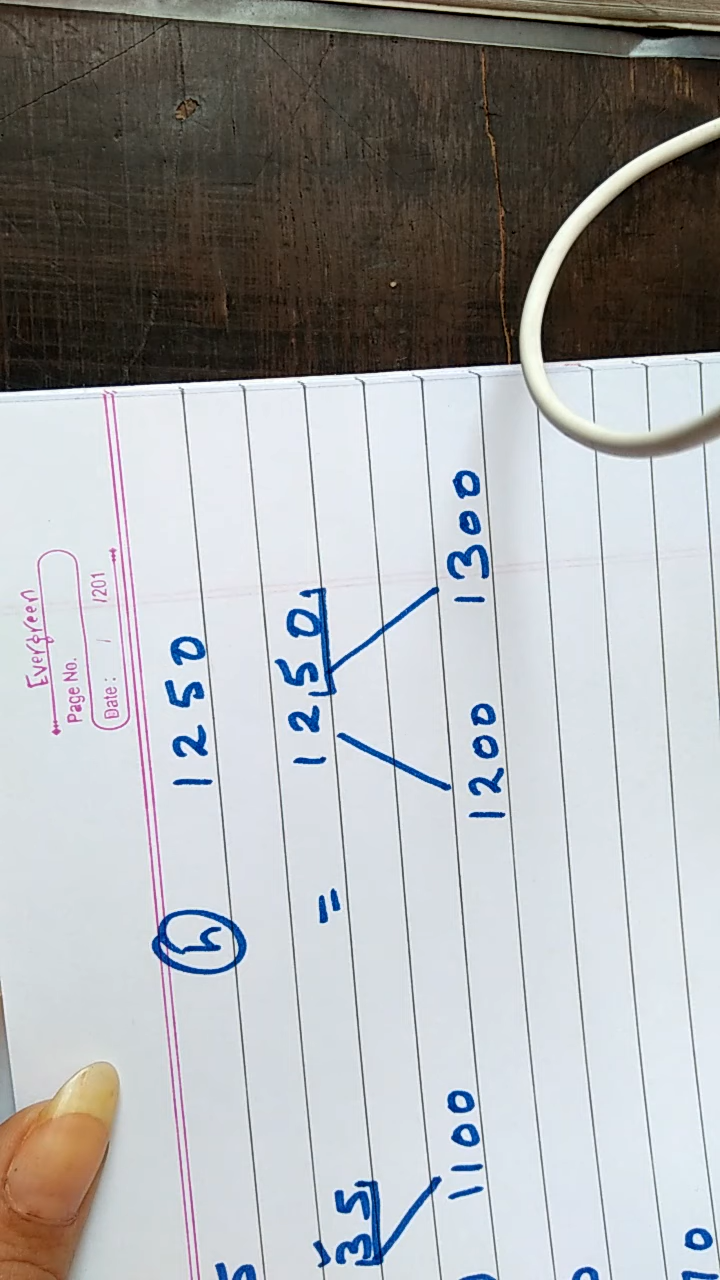 Evergreen
Page No.
Date: / /201
h 1250
= 1250
1200 1300
35
1100